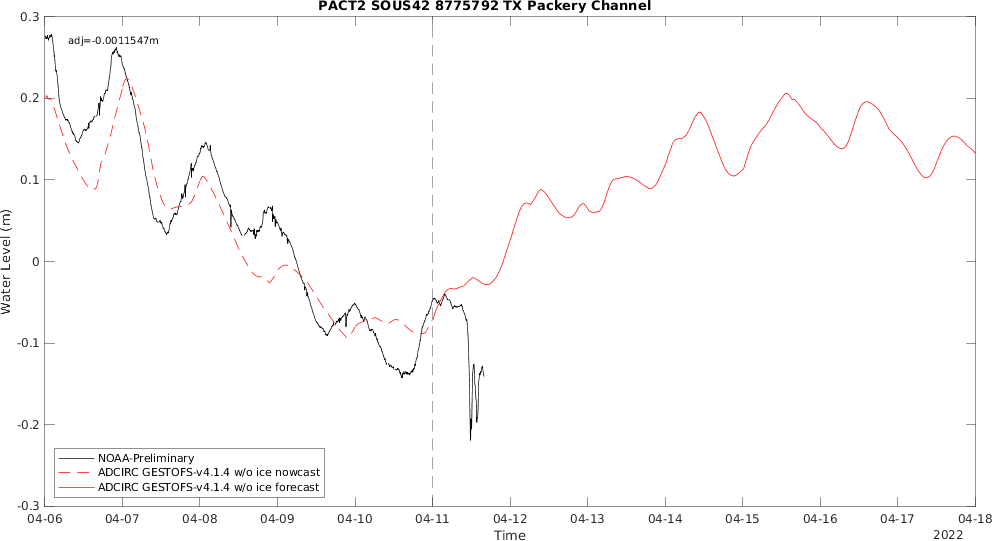 PACT2 SOUS42 8775792 TX Packery Channel
adj=-0.0011547m
0.3
0.2
0.1
0
-0.1
-0.2
-0.3
Water Level (m)
NOAA-Preliminary
ADCIRC GESTOFS-v4.1.4 w/o ice nowcast
ADCIRC GESTOFS-v4.1.4 w/o ice forecast
04-06 04-07 04-08 04-09 04-10 04-11 04-12 04-13 04-14 04-15 04-16 04-17 04-18
Time
2022